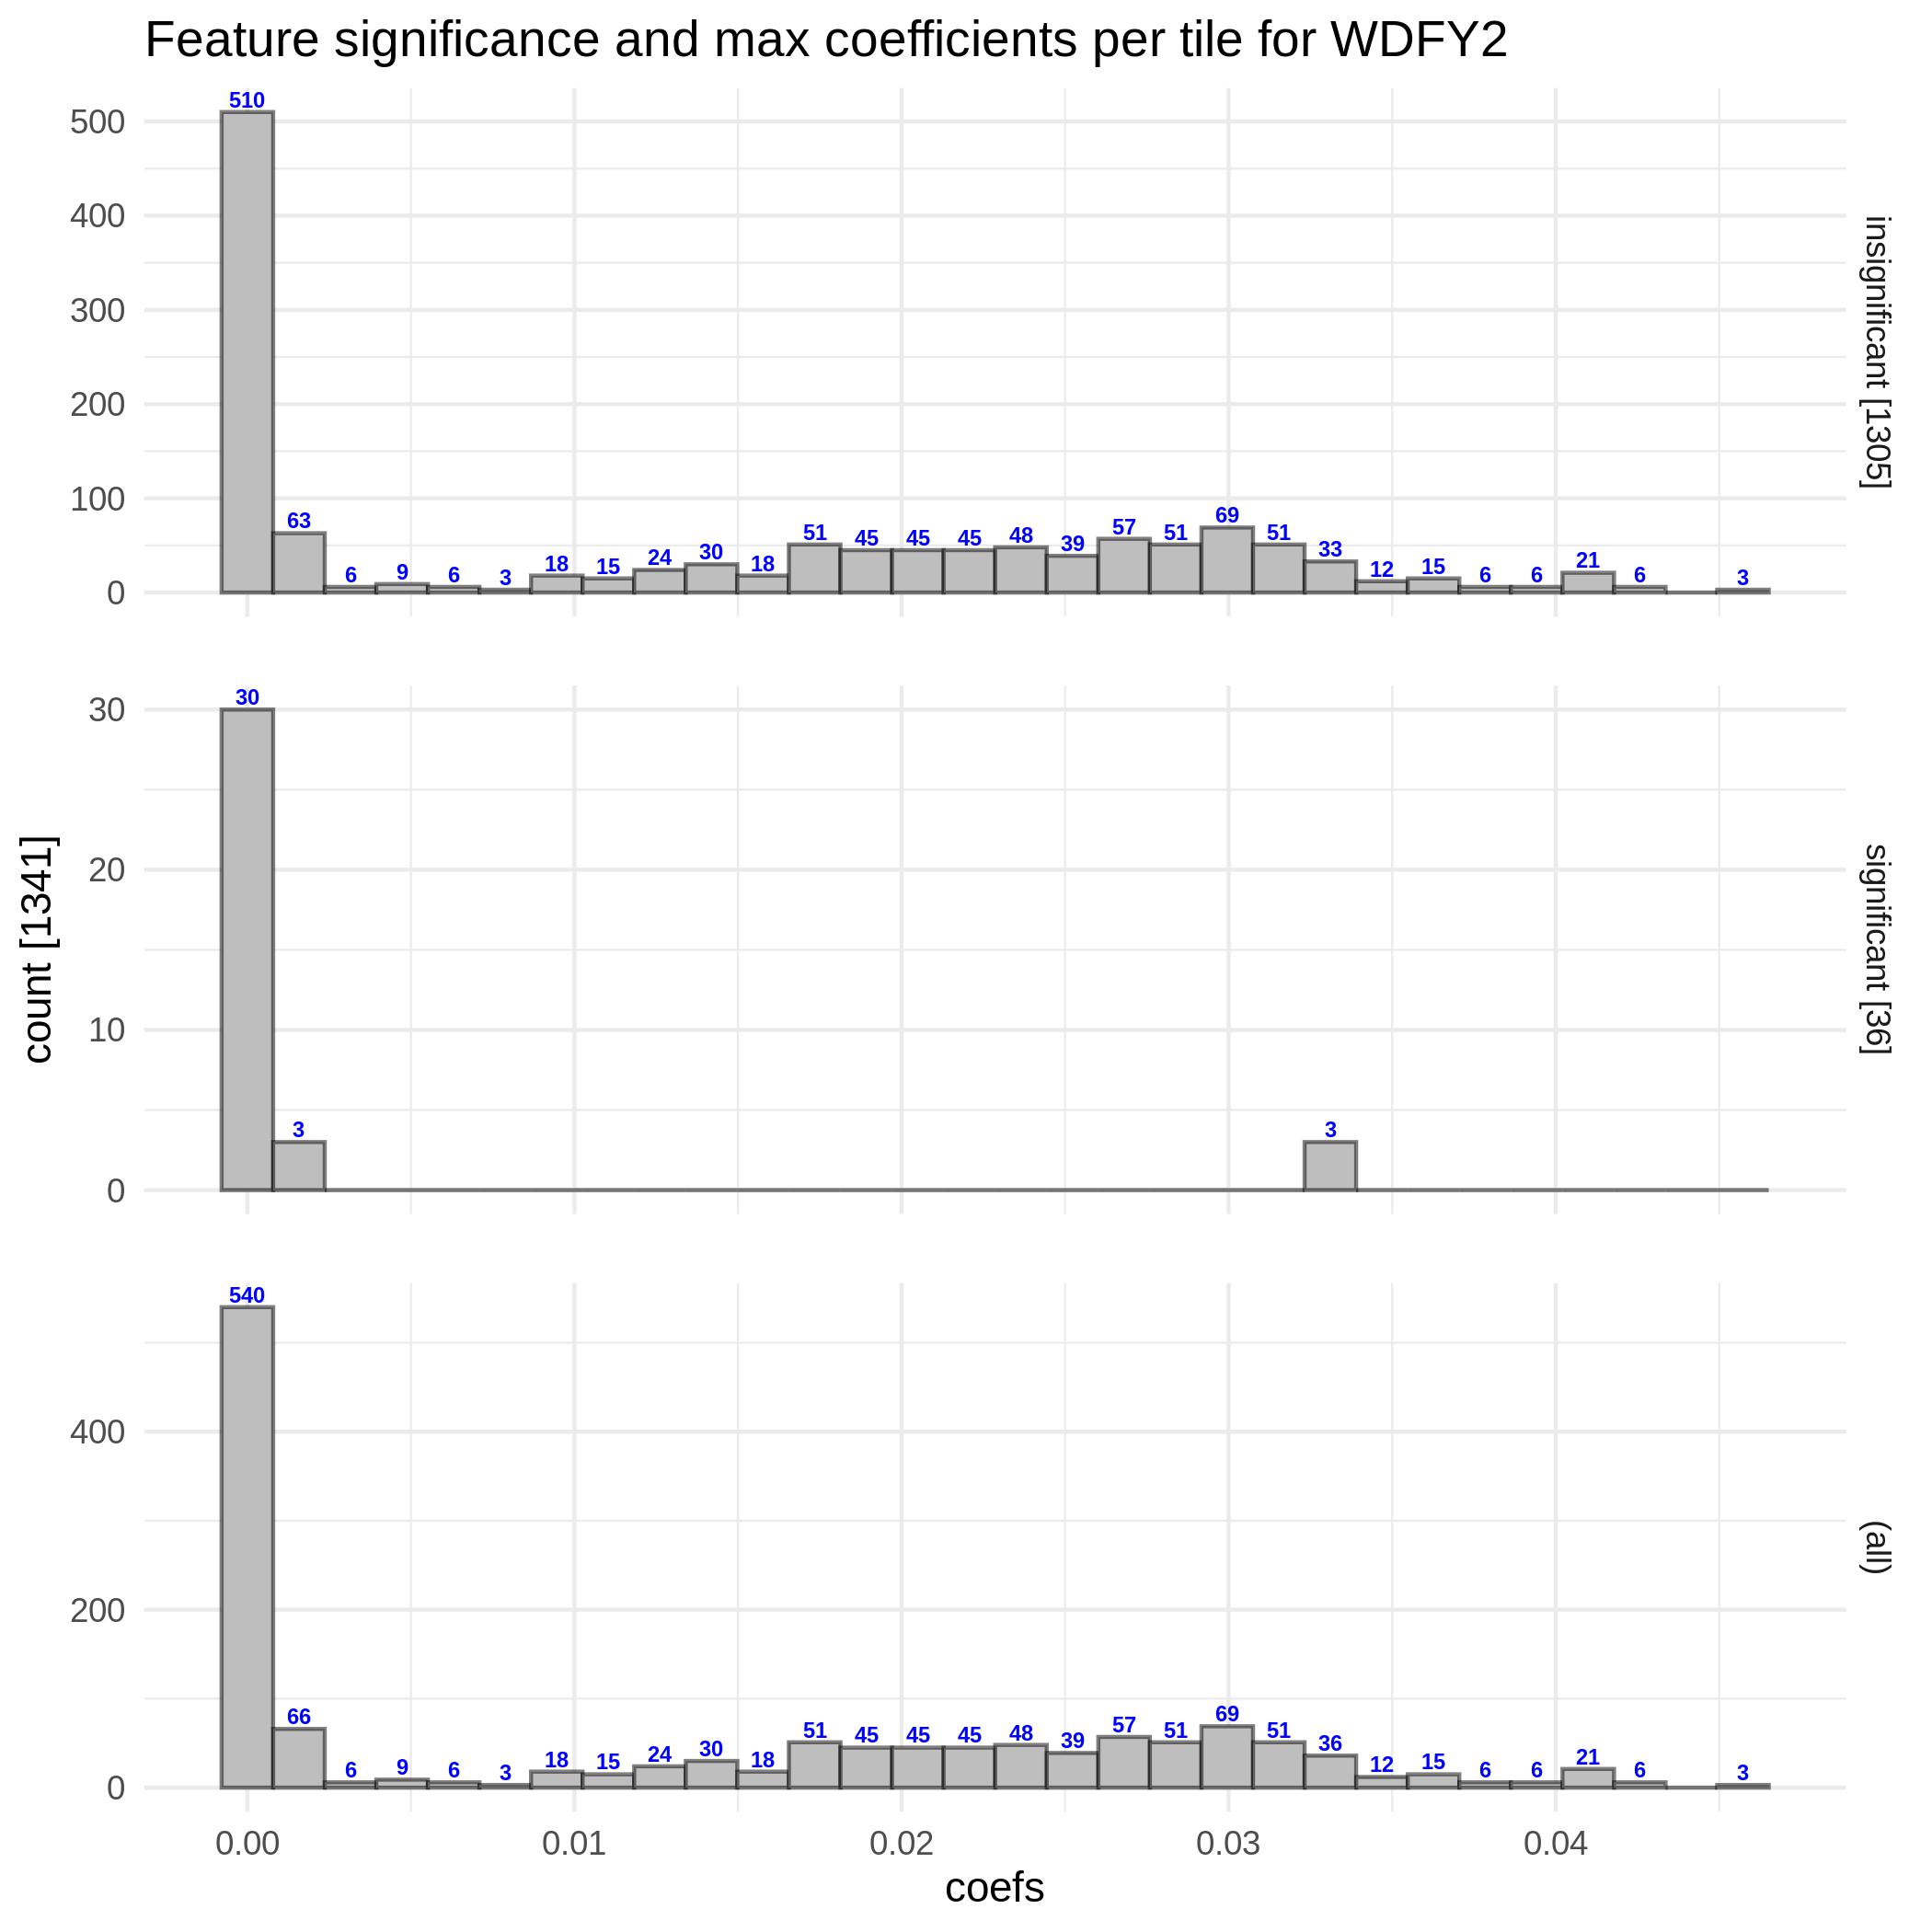 Feature significance and max coefficients per tile for WDFY2
510
500
400
300
200
100
0
63 6 9 6 3 18 15 24 30 18 51 45 45 45 48 39 57 51 69 51 33 12 15 6 6 21 6 3
insignificant [1305]
30
30
20
10
0
3 3
significant [36]
count [1341]
540
400
200
0
66 6 9 6 3 18 15 24 30 18 51 45 45 45 48 39 57 51 69 51 36 12 15 6 6 21 6 3
(all)
0.00 0.01 0.02 0.03 0.04
coefs